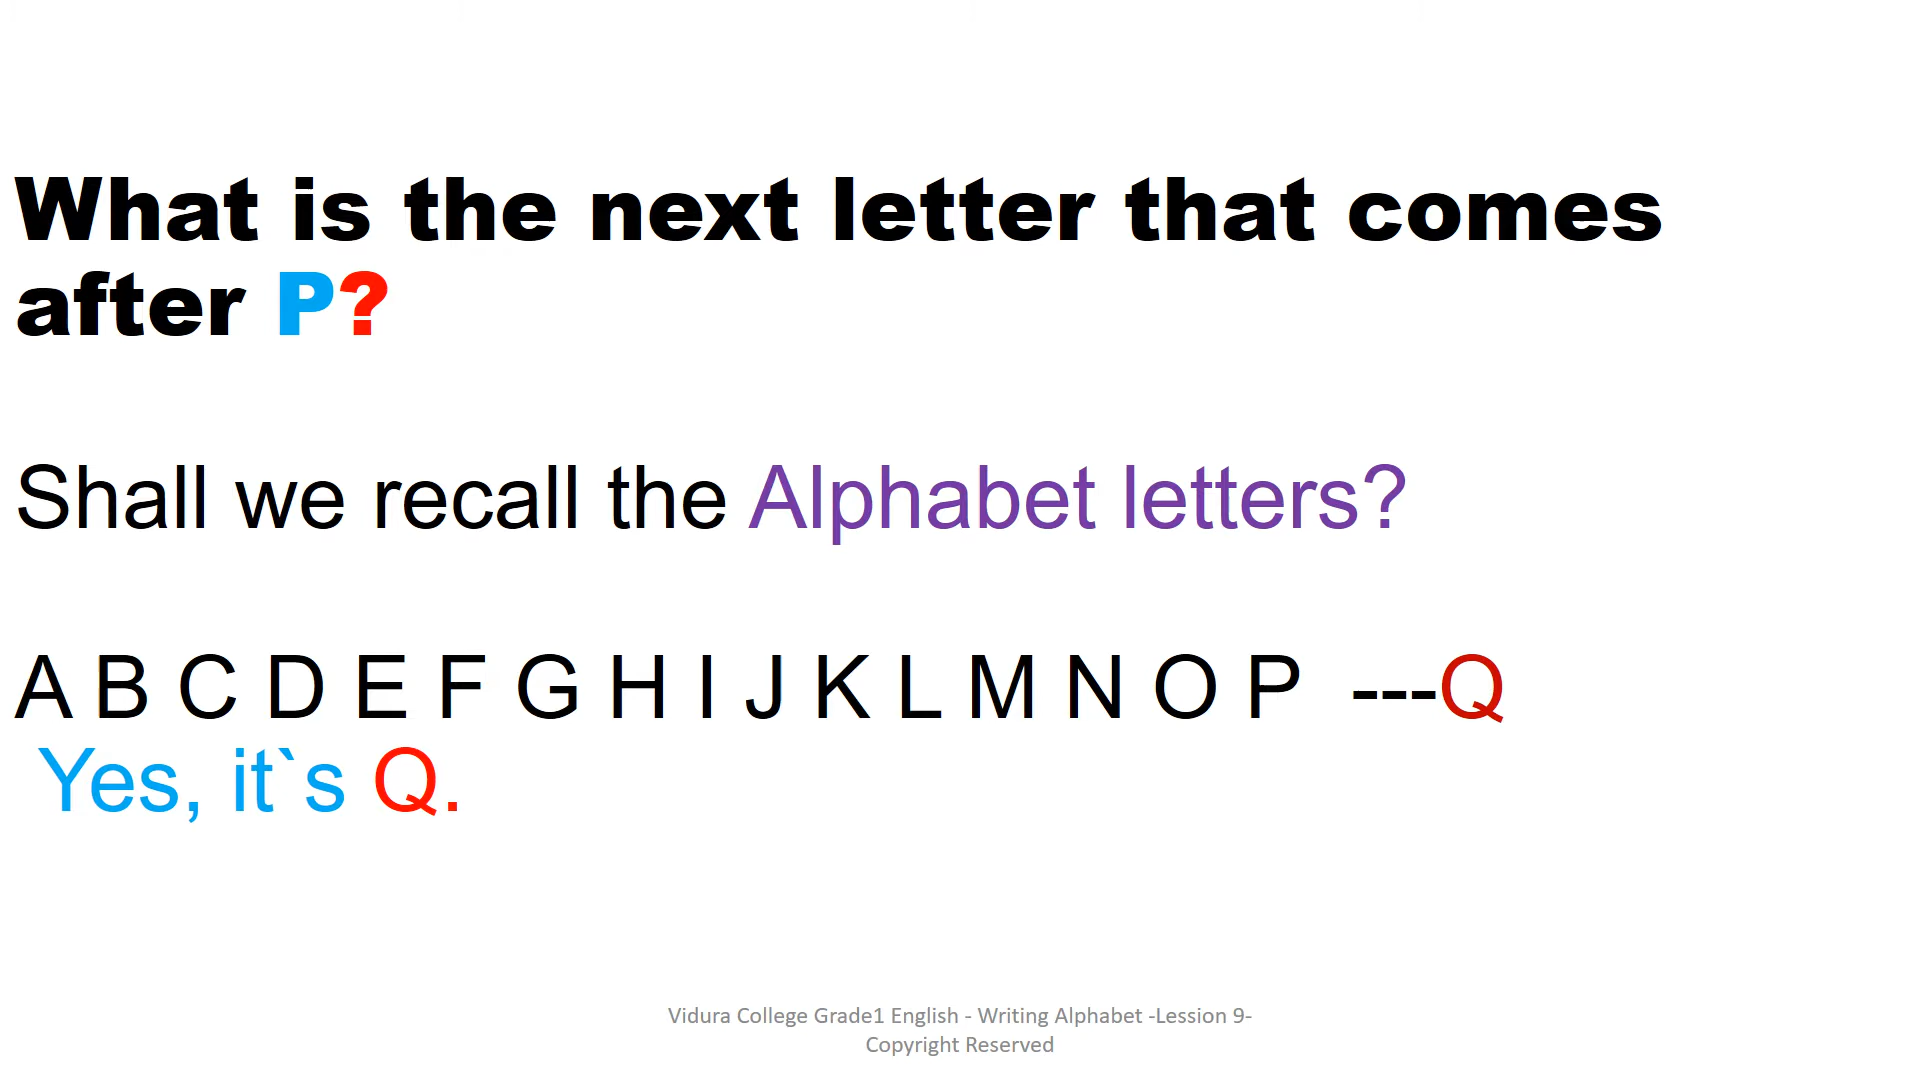 What is the next letter that comes
after P?
Shall we recall the Alphabet letters?
A B C D E F G H I J K L M N O P ---Q
Yes, it`s Q.
Vidura College Grade1 English - Writing Alphabet -Lession 9-
Copyright Reserved